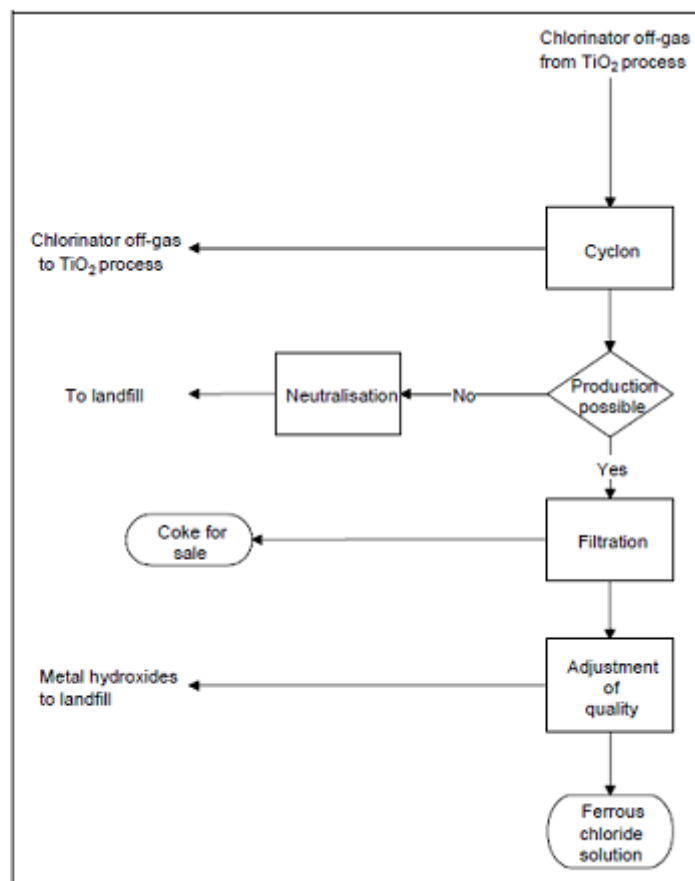 Chlorinator off-gas
from TiO₂ process
Chlorinator off-gas
to TiO₂ process
Cyclon
To landfill
Neutralisation
No
Production
possible
Yes
Coke for
sale
Filtration
Metal hydroxides
to landfill
Adjustment
of
quality
Ferrous
chloride
solution